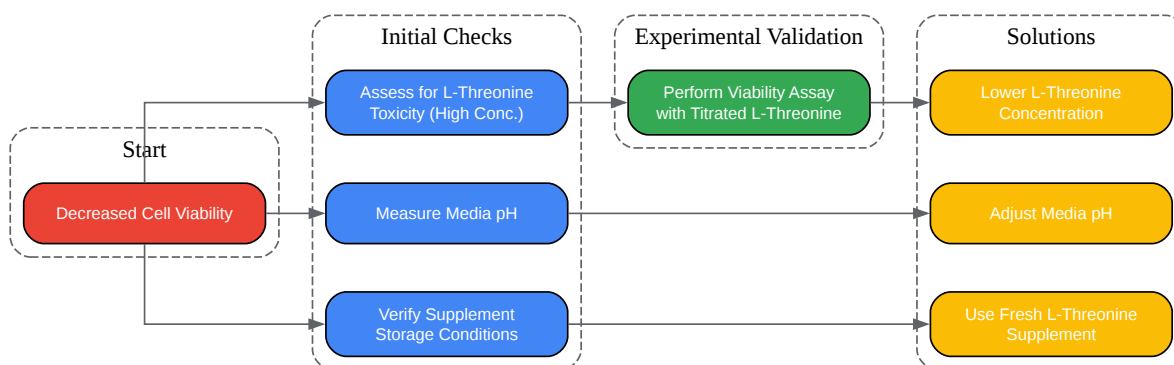 Initial Checks
Experimental Validation
Solutions
Assess for L-Threonine
Toxicity (High Conc.)
Perform Viability Assay
with Titrated L-Threonine
Lower L-Threonine
Concentration
Start
Decreased Cell Viability
Measure Media pH
Adjust Media pH
Verify Supplement
Storage Conditions
Use Fresh L-Threonine
Supplement